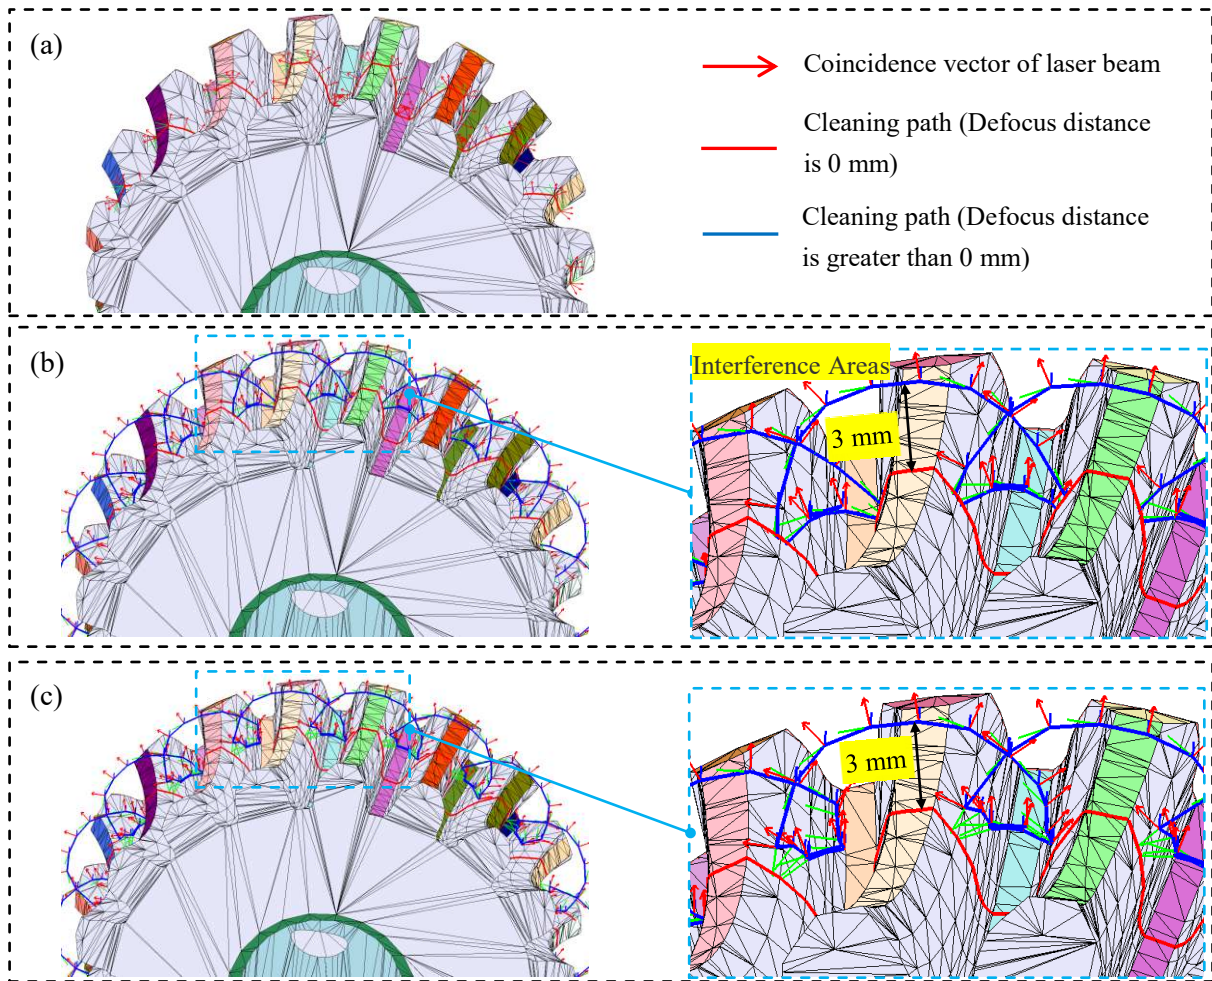 (a)
Coincidence vector of laser beam
Cleaning path (Defocus distance
is 0 mm)
Cleaning path (Defocus distance
is greater than 0 mm)
(b)
Interference Areas
3 mm
(c)
3 mm